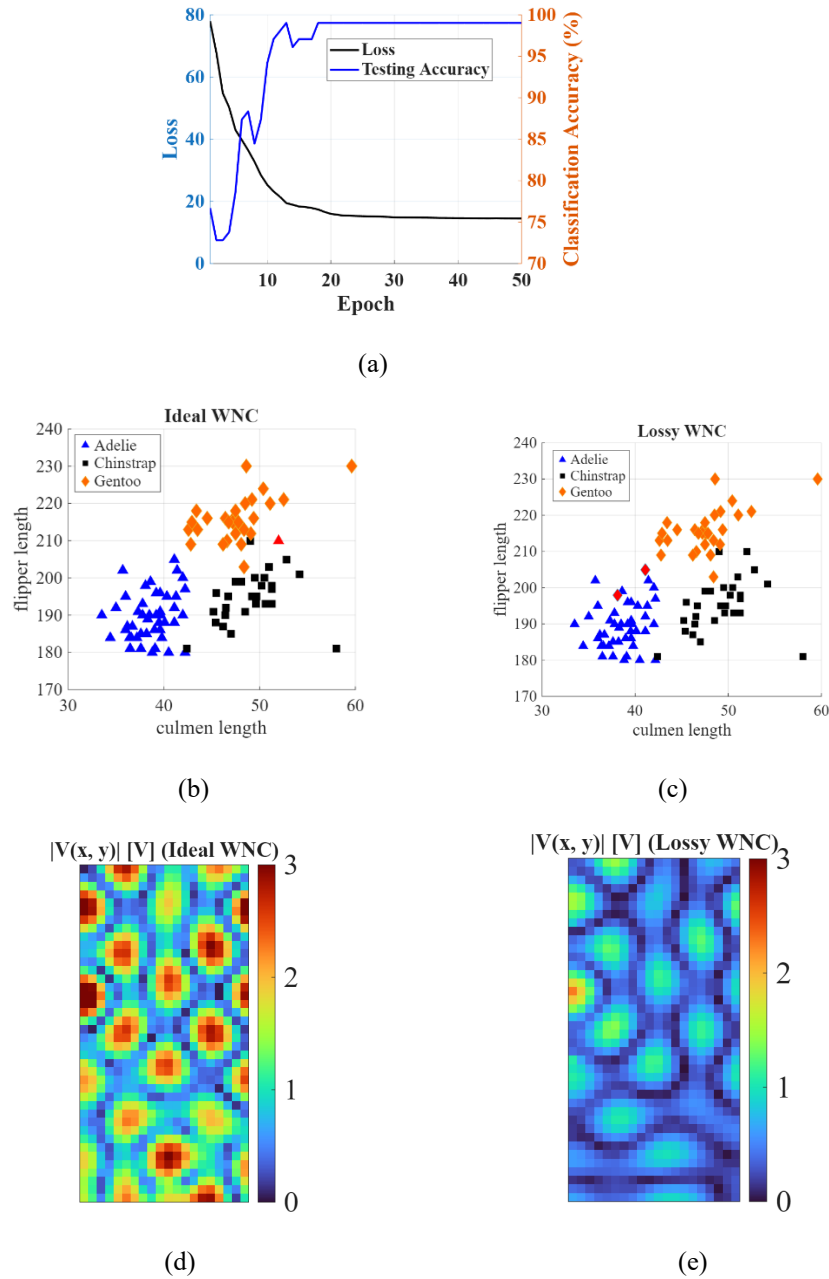 80
60
40
20
0
Loss
Loss
Testing Accuracy
100
95
90
85
80
75
70
Classification Accuracy (%)
10
20
30
40
50
Epoch
(a)
Ideal WNC
240
230
220
210
200
190
180
170
flipper length
Adelie
Chinstrap
Gentoo
30
40
50
60
culmen length
(b)
Lossy WNC
240
230
220
210
200
190
180
170
flipper length
Adelie
Chinstrap
Gentoo
30
40
50
60
culmen length
(c)
|V(x, y)| [V] (Ideal WNC)
3
2
1
0
(d)
|V(x, y)| [V] (Lossy WNC)
3
2
1
0
(e)